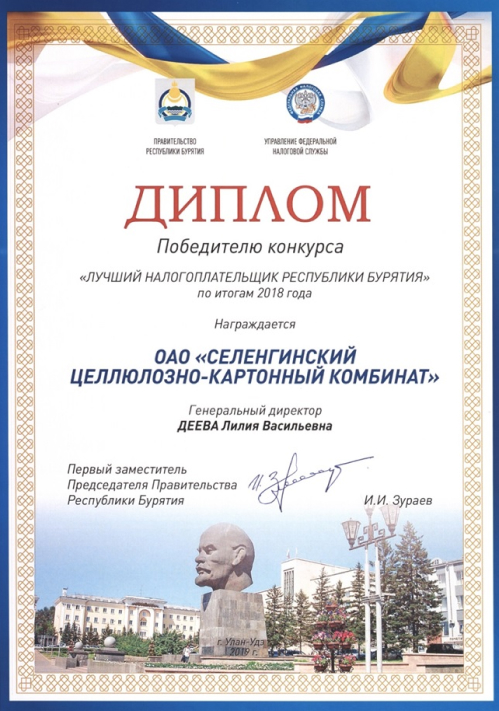 ПРАВИТЕЛЬСТВО
РЕСПУБЛИКИ БУРЯТИЯ
УПРАВЛЕНИЕ ФЕДЕРАЛЬНОЙ
НАЛОГОВОЙ СЛУЖБЫ
ДИПЛОМ
Победителю конкурса
«ЛУЧШИЙ НАЛОГОПЛАТЕЛЬЩИК РЕСПУБЛИКИ БУРЯТИЯ»
по итогам 2018 года
Награждается
ОАО «СЕЛЕНГИНСКИЙ
ЦЕЛЛЮЛОЗНО-КАРТОННЫЙ КОМБИНАТ»
Генеральный директор
ДЕЕВА Лилия Васильевна
Первый заместитель
Председателя Правительства
Республики Бурятия
И.И. Зураев
г. Улан-Удэ
2019 г.